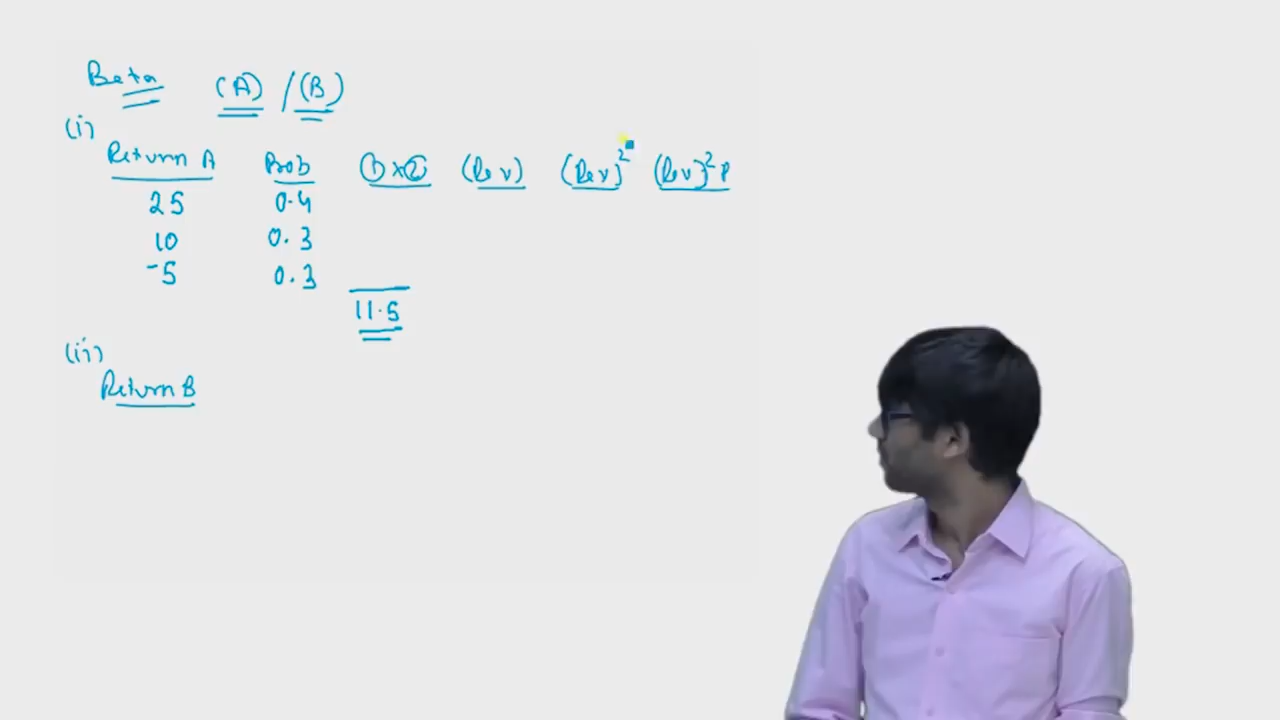 Beta (A) / (B)
(i)
Return A Prob ① × ② (Dev) (Dev)² (Dev)² P
25 0.4
10 0.3
-5 0.3
11.5
(ii)
Return B